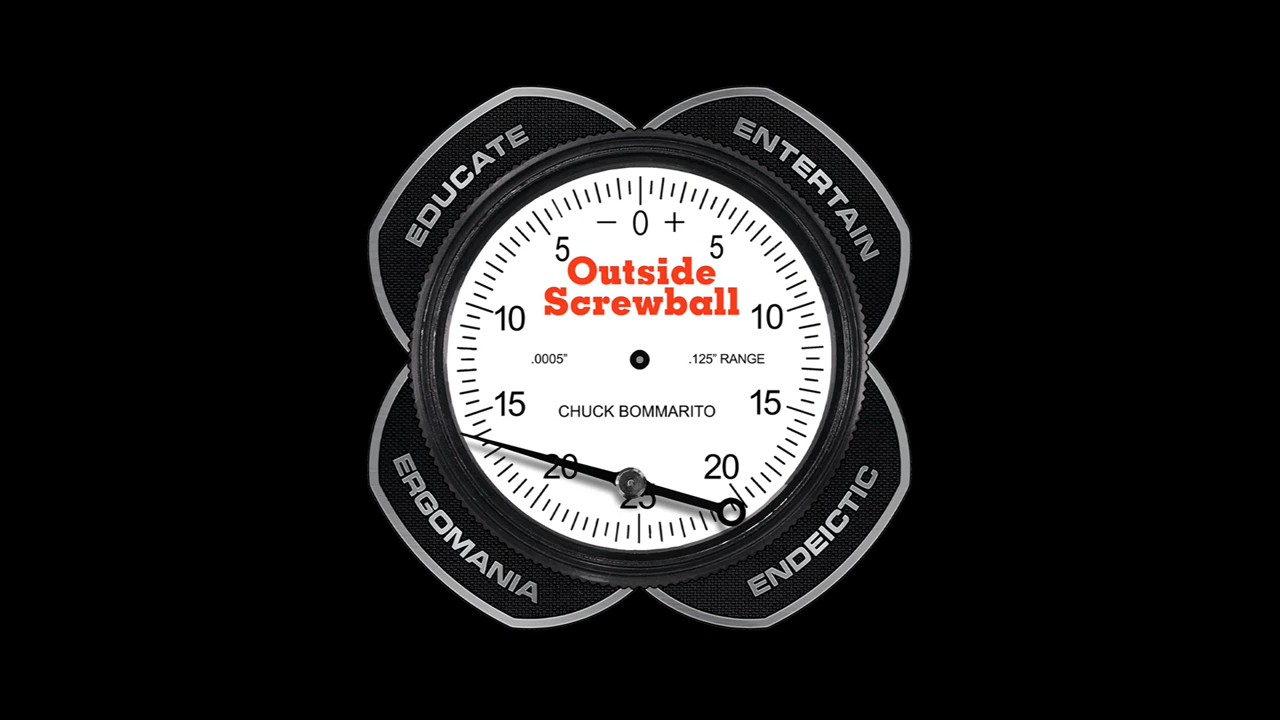 EDUCATE
ENTERTAIN
− 0 +
5 5
Outside
Screwball
10 10
.0005" .125" RANGE
15 15
CHUCK BOMMARITO
20 20
25
ERGOMANIA
ENDEICTIC